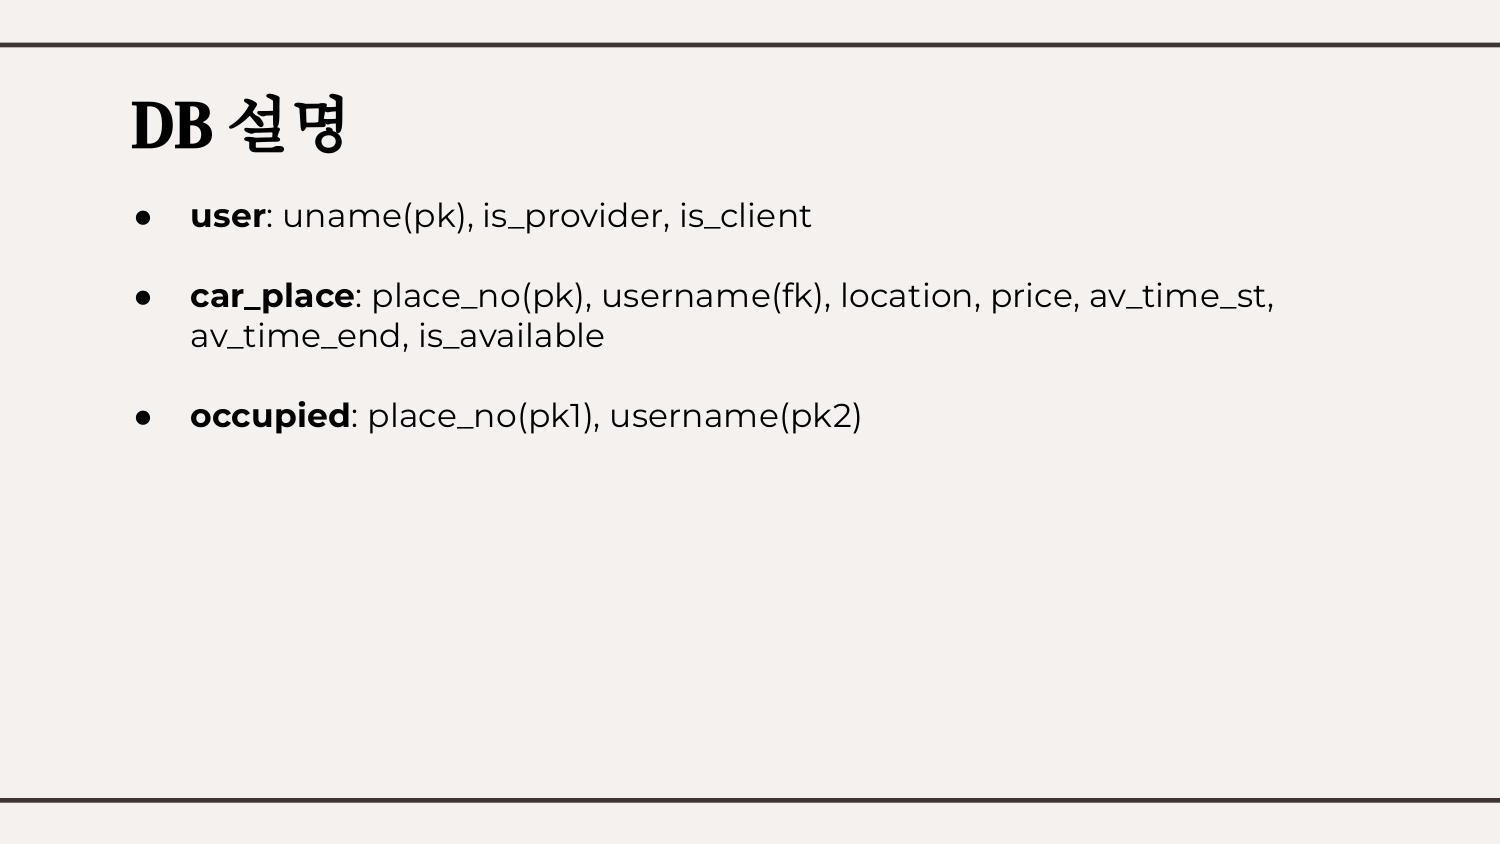 DB 설명
● user: uname(pk), is_provider, is_client
● car_place: place_no(pk), username(fk), location, price, av_time_st,
av_time_end, is_available
● occupied: place_no(pk1), username(pk2)